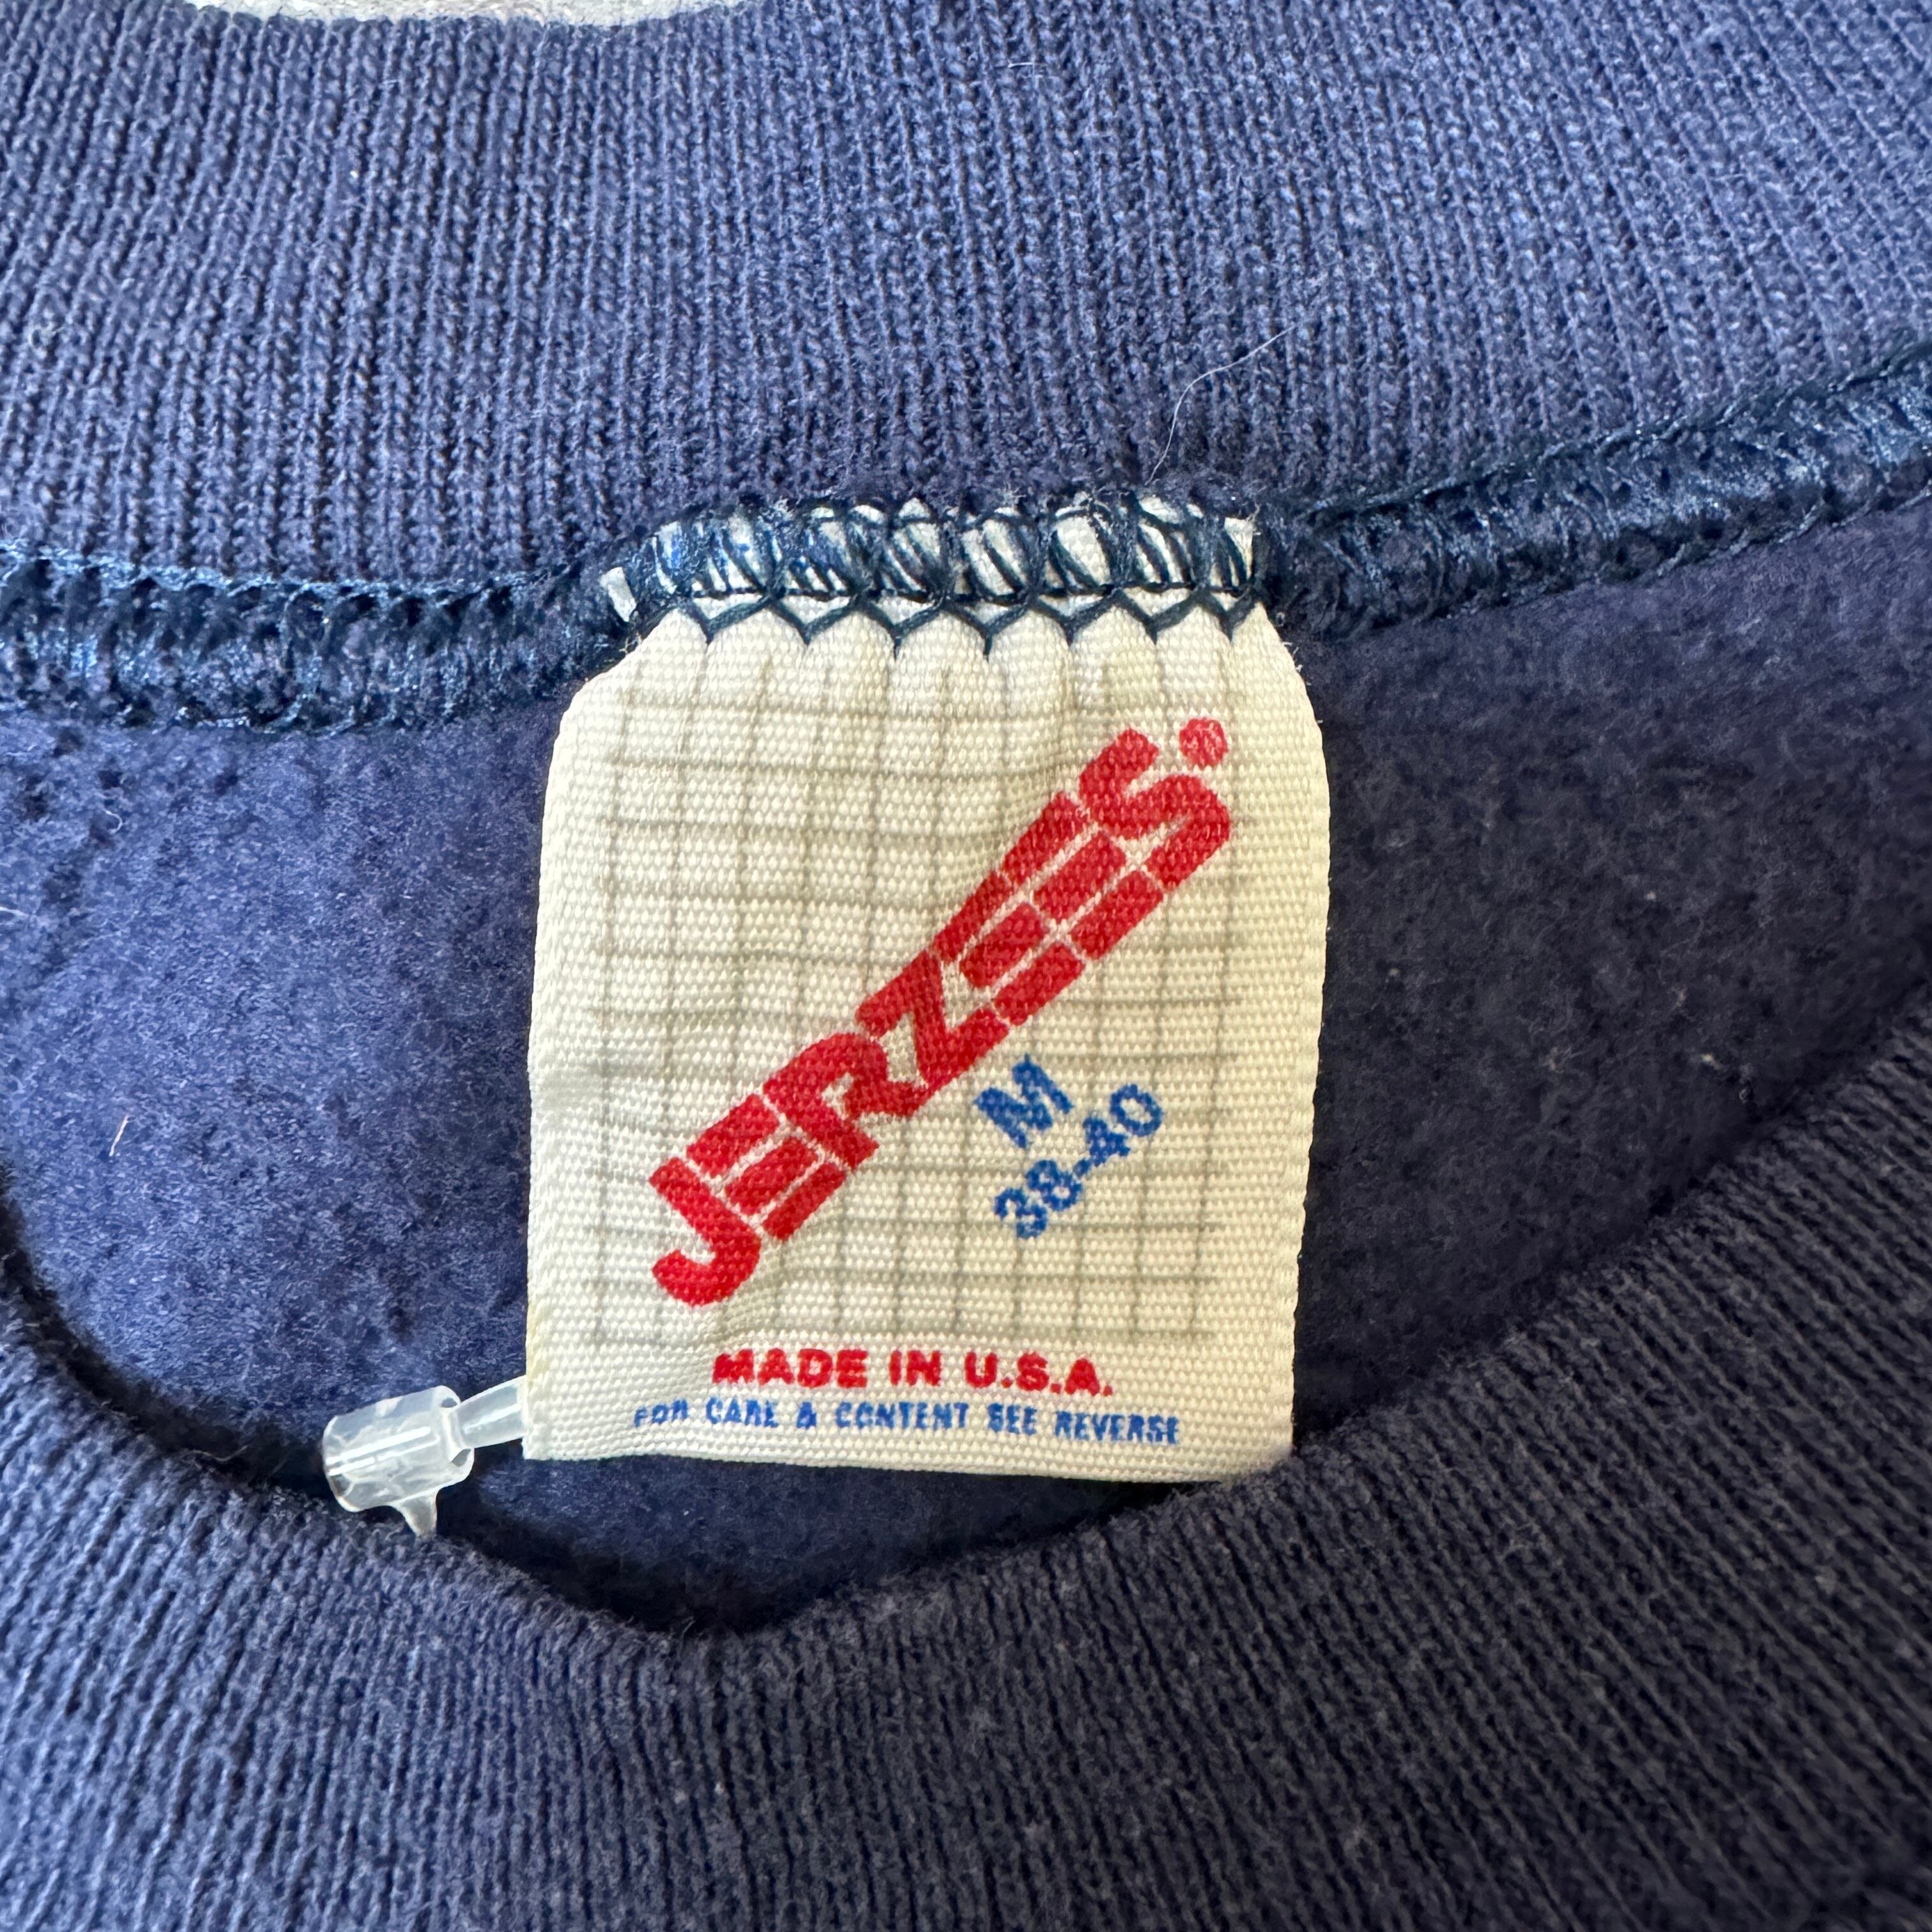 JERZEES®
M
38-40
MADE IN U.S.A.
FOR CARE & CONTENT SEE REVERSE